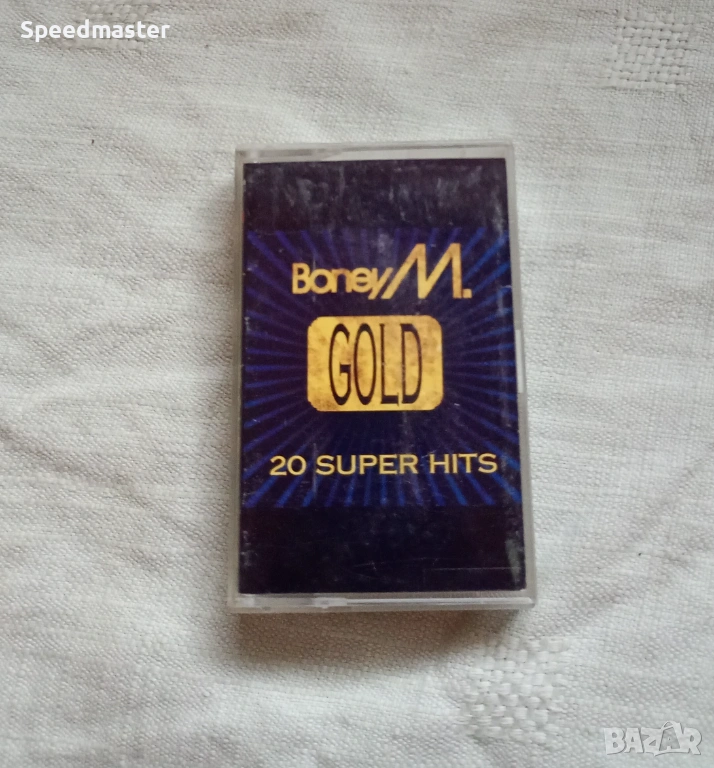 Speedmaster
Boney M.
GOLD
20 SUPER HITS
BAZAR